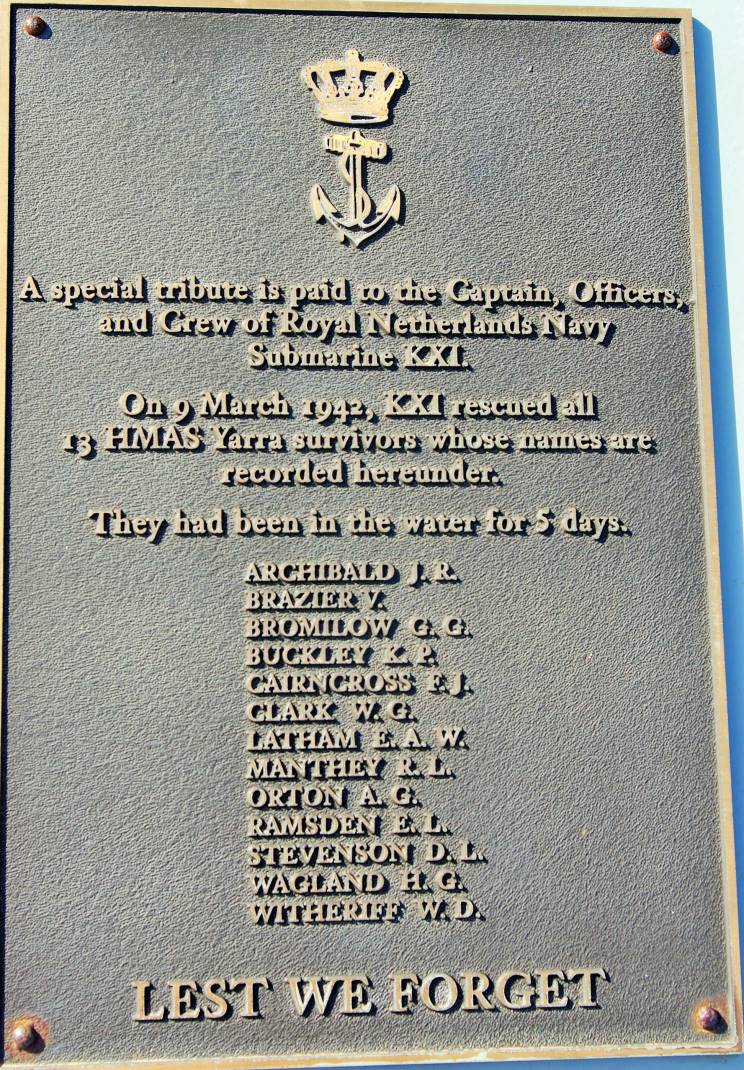 A special tribute is paid to the Captain, Officers,
and Crew of Royal Netherlands Navy
Submarine KXI.
On 9 March 1942, KXI rescued all
13 HMAS Yarra survivors whose names are
recorded hereunder.
They had been in the water for 5 days.
ARCHIBALD J. R.
BRAZIER V.
BROMILOW G. G.
BUCKLEY K. P.
CAIRNCROSS F. J.
CLARK W. G.
LATHAM E. A. W.
MANTHEY R. L.
ORTON A. G.
RAMSDEN E. L.
STEVENSON D. L.
WAGLAND H. G.
WITHERIFF W. D.
LEST WE FORGET